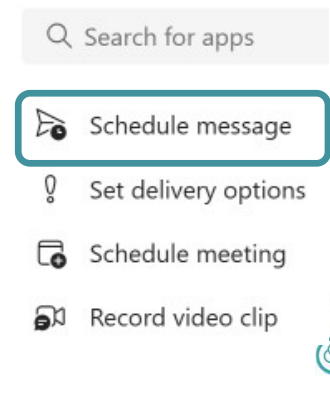 Search for apps
Schedule message
Set delivery options
Schedule meeting
Record video clip